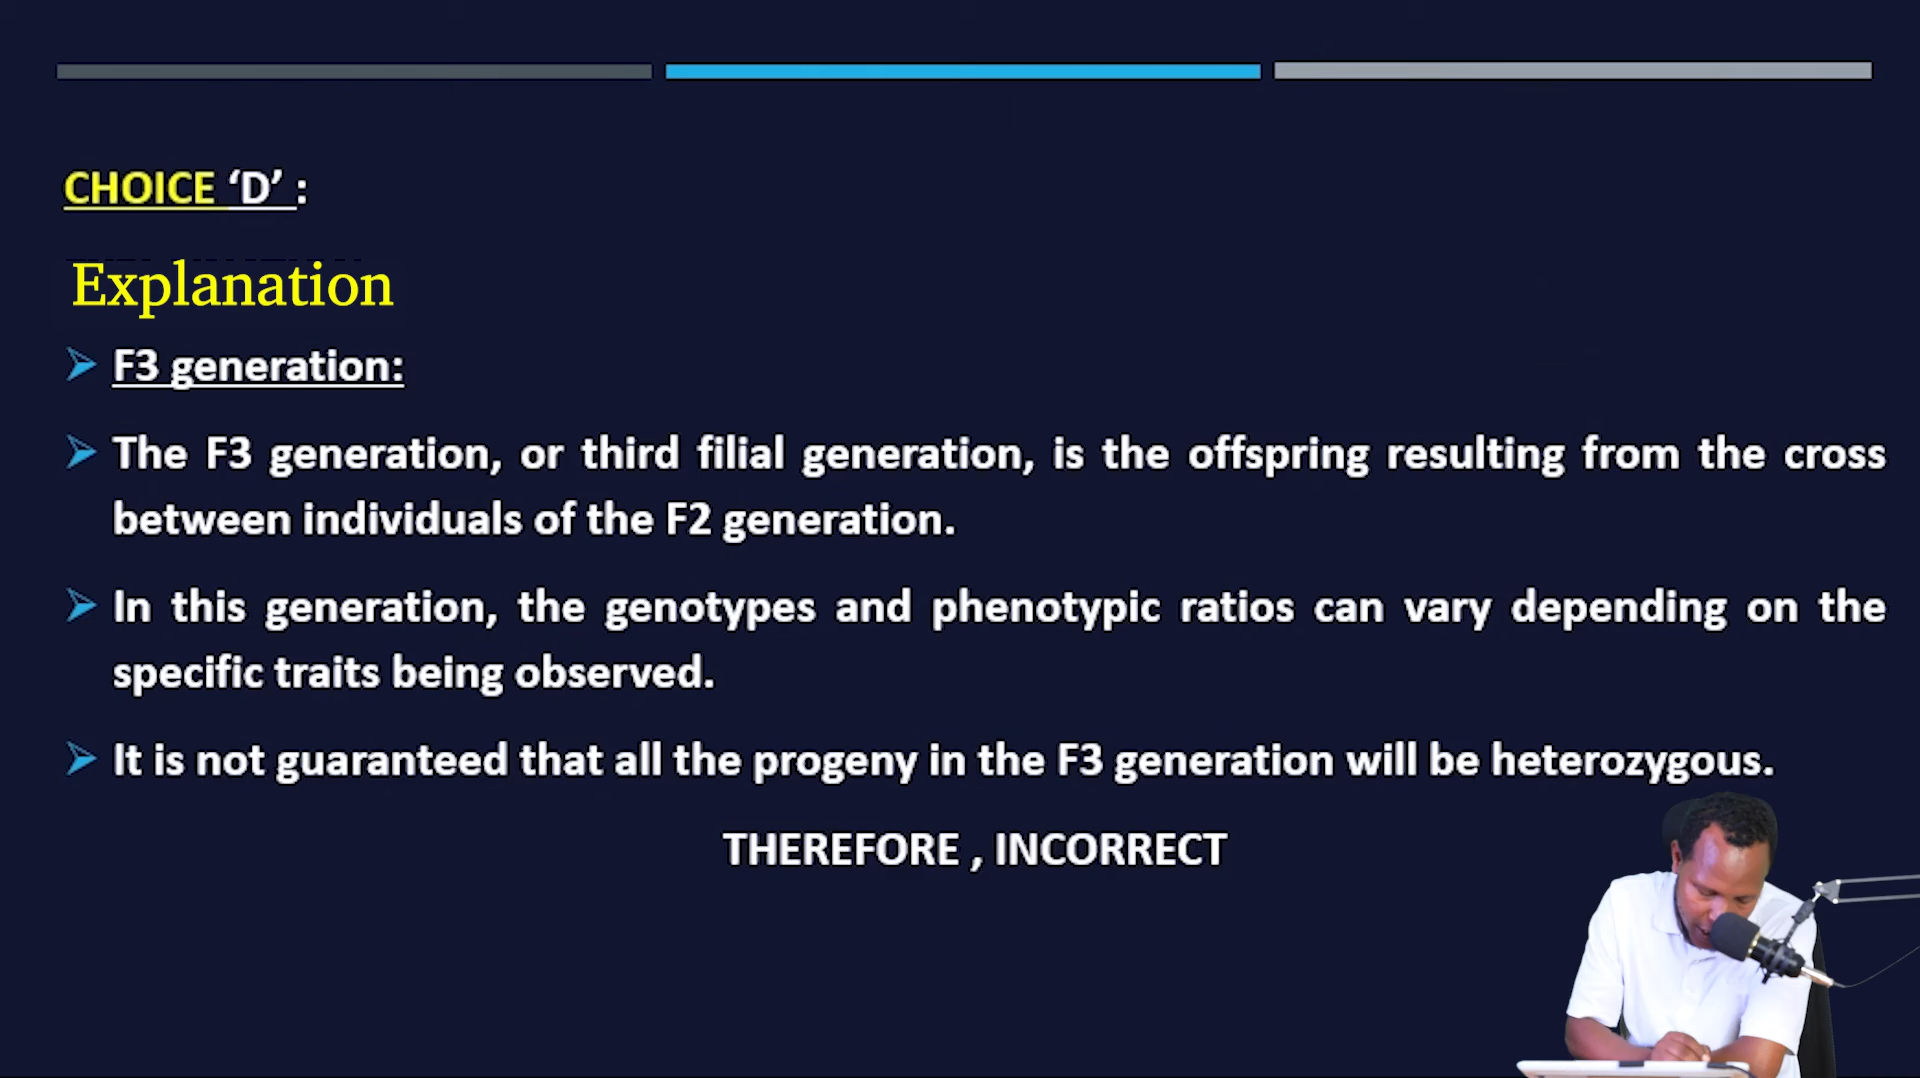 CHOICE ‘D’ :
Explanation
F3 generation:
The F3 generation, or third filial generation, is the offspring resulting from the cross
between individuals of the F2 generation.
In this generation, the genotypes and phenotypic ratios can vary depending on the
specific traits being observed.
It is not guaranteed that all the progeny in the F3 generation will be heterozygous.
THEREFORE , INCORRECT